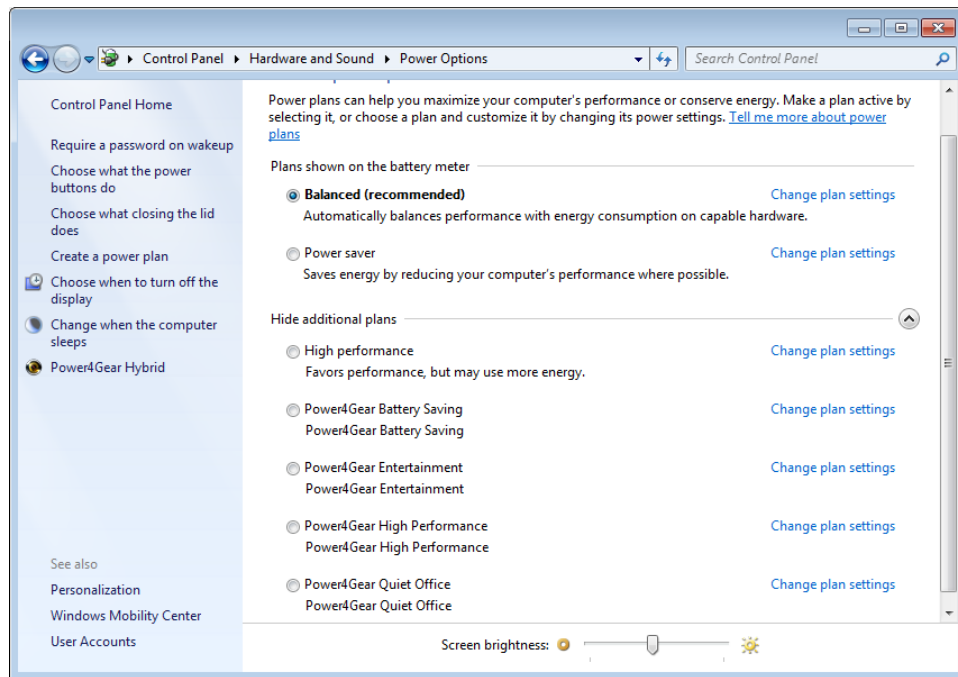 Control Panel Hardware and Sound Power Options
Search Control Panel
Control Panel Home
Require a password on wakeup
Choose what the power
buttons do
Choose what closing the lid
does
Create a power plan
Choose when to turn off the
display
Change when the computer
sleeps
Power4Gear Hybrid
See also
Personalization
Windows Mobility Center
User Accounts
Power plans can help you maximize your computer's performance or conserve energy. Make a plan active by
selecting it, or choose a plan and customize it by changing its power settings. Tell me more about power
plans
Plans shown on the battery meter
Balanced (recommended) Change plan settings
Automatically balances performance with energy consumption on capable hardware.
Power saver Change plan settings
Saves energy by reducing your computer's performance where possible.
Hide additional plans
High performance Change plan settings
Favors performance, but may use more energy.
Power4Gear Battery Saving Change plan settings
Power4Gear Battery Saving
Power4Gear Entertainment Change plan settings
Power4Gear Entertainment
Power4Gear High Performance Change plan settings
Power4Gear High Performance
Power4Gear Quiet Office Change plan settings
Power4Gear Quiet Office
Screen brightness: